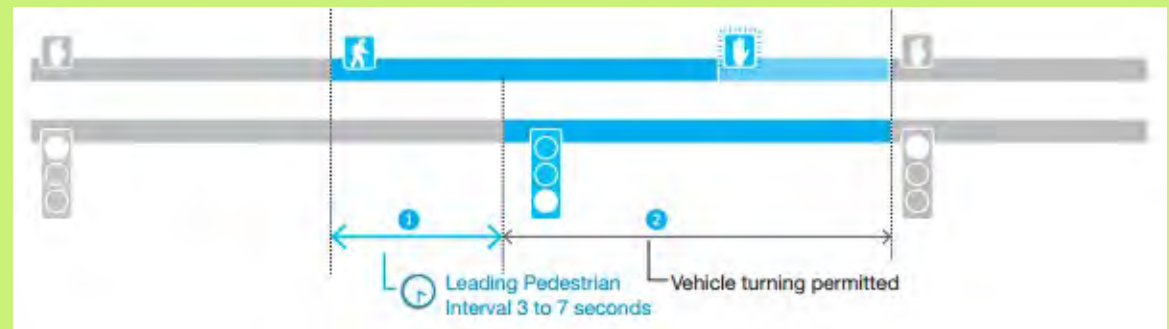 1
2
Leading Pedestrian
Interval 3 to 7 seconds
Vehicle turning permitted